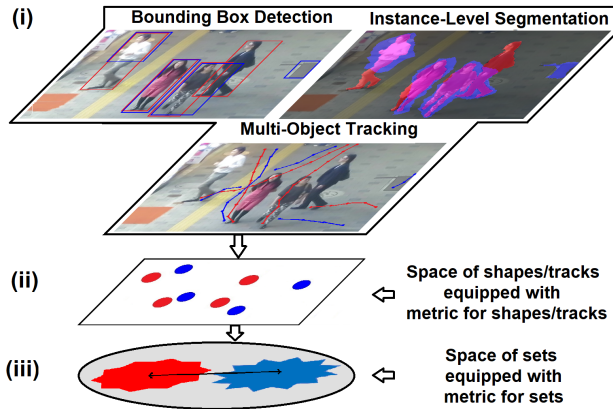 (i)
Bounding Box Detection
Instance-Level Segmentation
Multi-Object Tracking
(ii)
Space of shapes/tracks
equipped with
metric for shapes/tracks
(iii)
Space of sets
equipped with
metric for sets